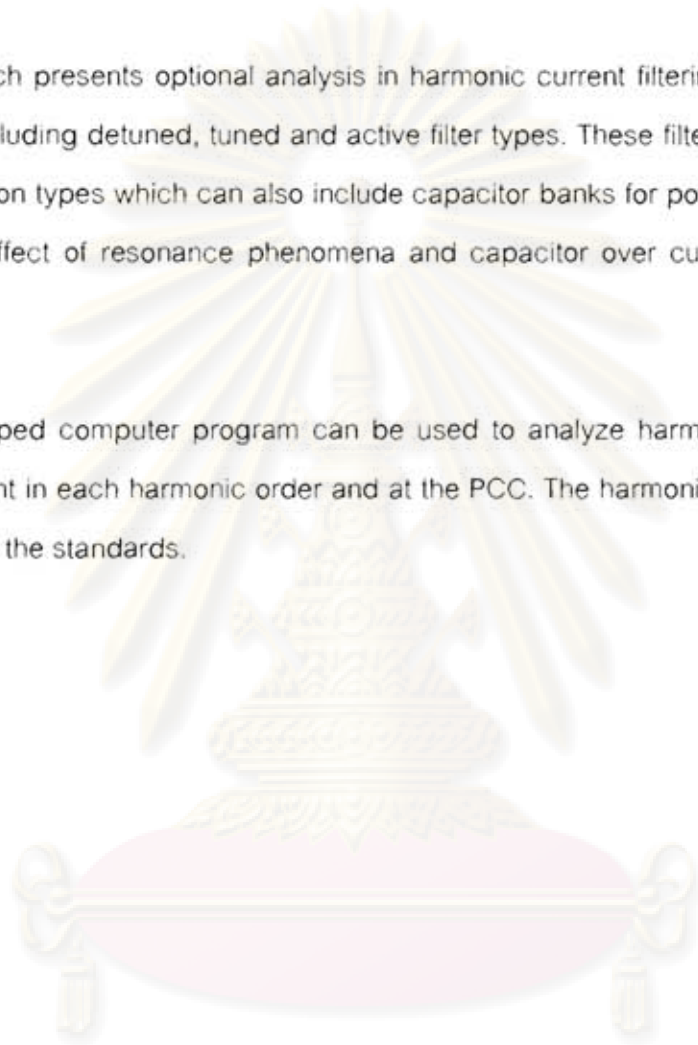 ch presents optional analysis in harmonic current filterin
luding detuned, tuned and active filter types. These filte
on types which can also include capacitor banks for po
ffect of resonance phenomena and capacitor over cu
ped computer program can be used to analyze harm
nt in each harmonic order and at the PCC. The harmoni
the standards.